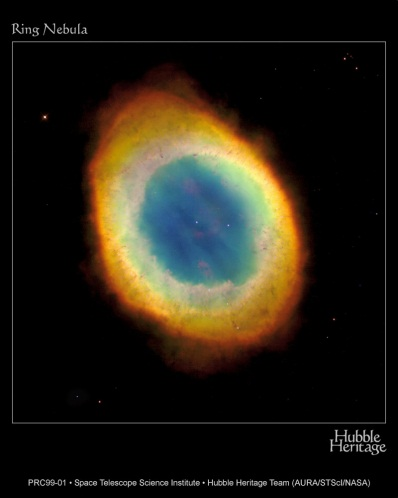 Ring Nebula
Hubble
Heritage
PRC99-01 • Space Telescope Science Institute • Hubble Heritage Team (AURA/STScI/NASA)